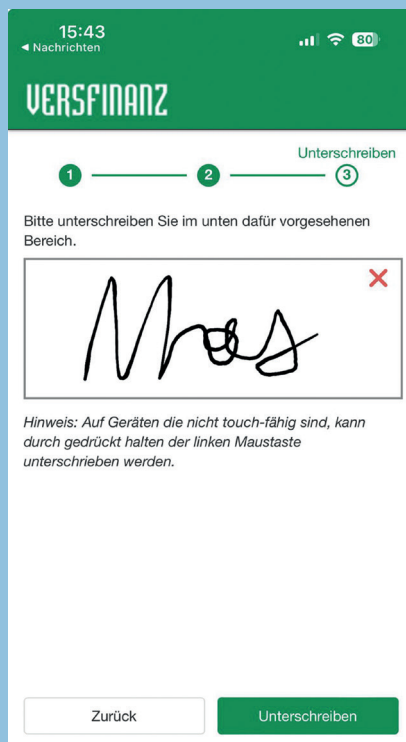 15:43
80
◀ Nachrichten
VERSFINANZ
Unterschreiben
1 2 3
Bitte unterschreiben Sie im unten dafür vorgesehenen
Bereich.
Hinweis: Auf Geräten die nicht touch-fähig sind, kann
durch gedrückt halten der linken Maustaste
unterschrieben werden.
Zurück
Unterschreiben